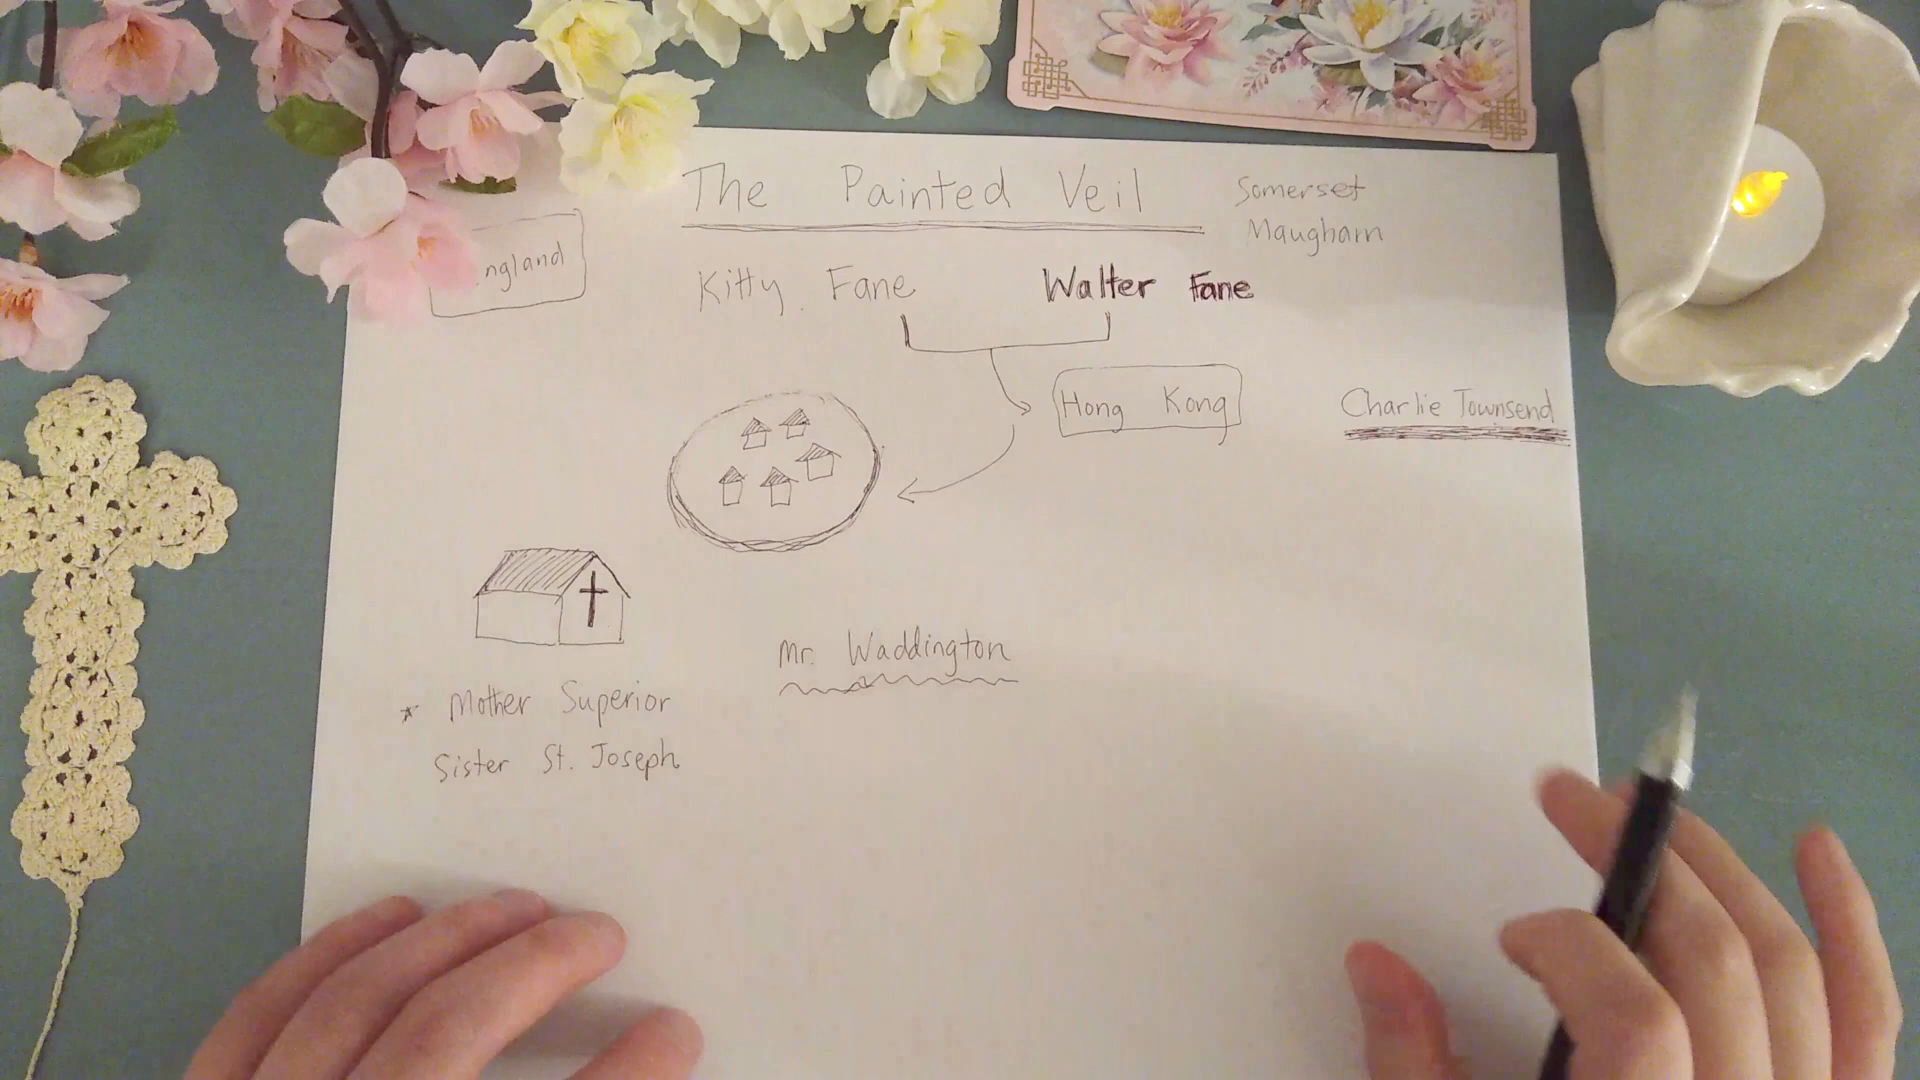 The Painted Veil
Somerset
Maugham
ngland
Kitty Fane
Walter Fane
Hong Kong
Charlie Townsend
Mr. Waddington
* Mother Superior
Sister St. Joseph